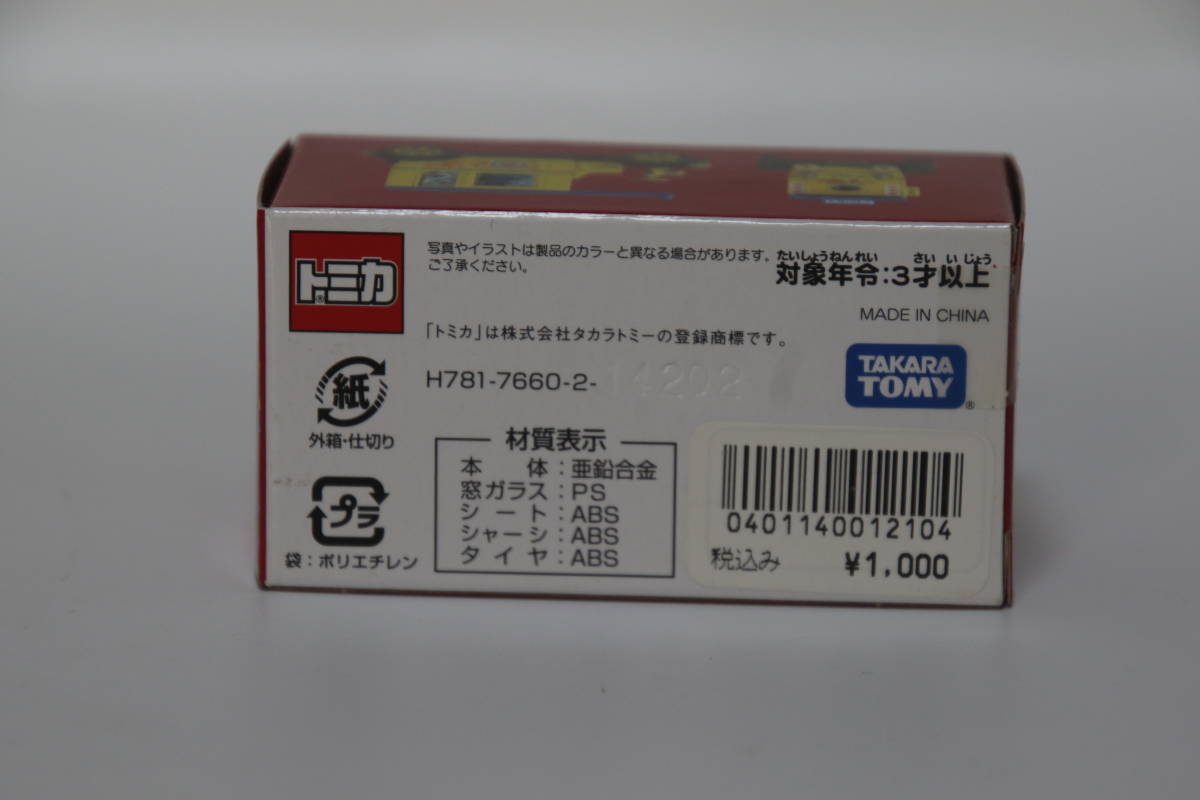 トミカ®
写真やイラストは製品のカラーと異なる場合があります。
ご了承ください。
たいしょうねんれい さい いじょう
対象年令:3才以上
MADE IN CHINA
「トミカ」は株式会社タカラトミーの登録商標です。
H781-7660-2-
14202
TAKARA
TOMY®
紙
外箱・仕切り
プラ
袋:ポリエチレン
材質表示
本 体:亜鉛合金
窓ガラス:PS
シート:ABS
シャーシ:ABS
タイヤ:ABS
0401140012104
税込み ¥1,000